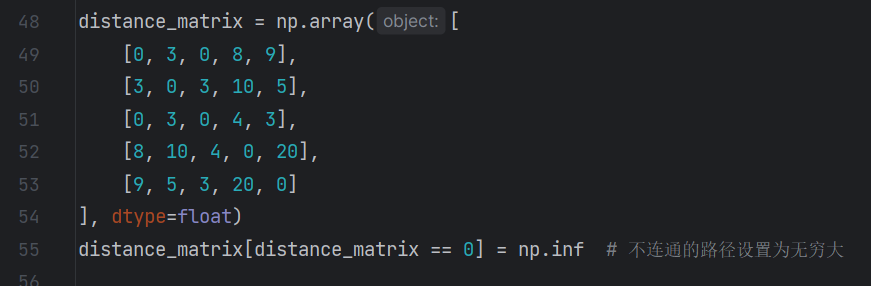 48 distance_matrix = np.array( object: [
49 [0, 3, 0, 8, 9],
50 [3, 0, 3, 10, 5],
51 [0, 3, 0, 4, 3],
52 [8, 10, 4, 0, 20],
53 [9, 5, 3, 20, 0]
54 ], dtype=float)
55 distance_matrix[distance_matrix == 0] = np.inf # 不连通的路径设置为无穷大
56